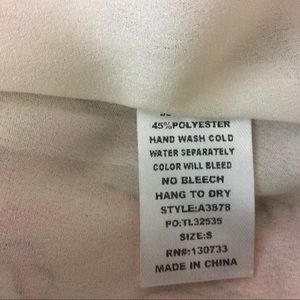 45%POLYESTER
HAND WASH COLD
WATER SEPARATELY
COLOR WILL BLEED
NO BLEECH
HANG TO DRY
STYLE:A3878
PO:TL32535
SIZE:S
RN#:130733
MADE IN CHINA